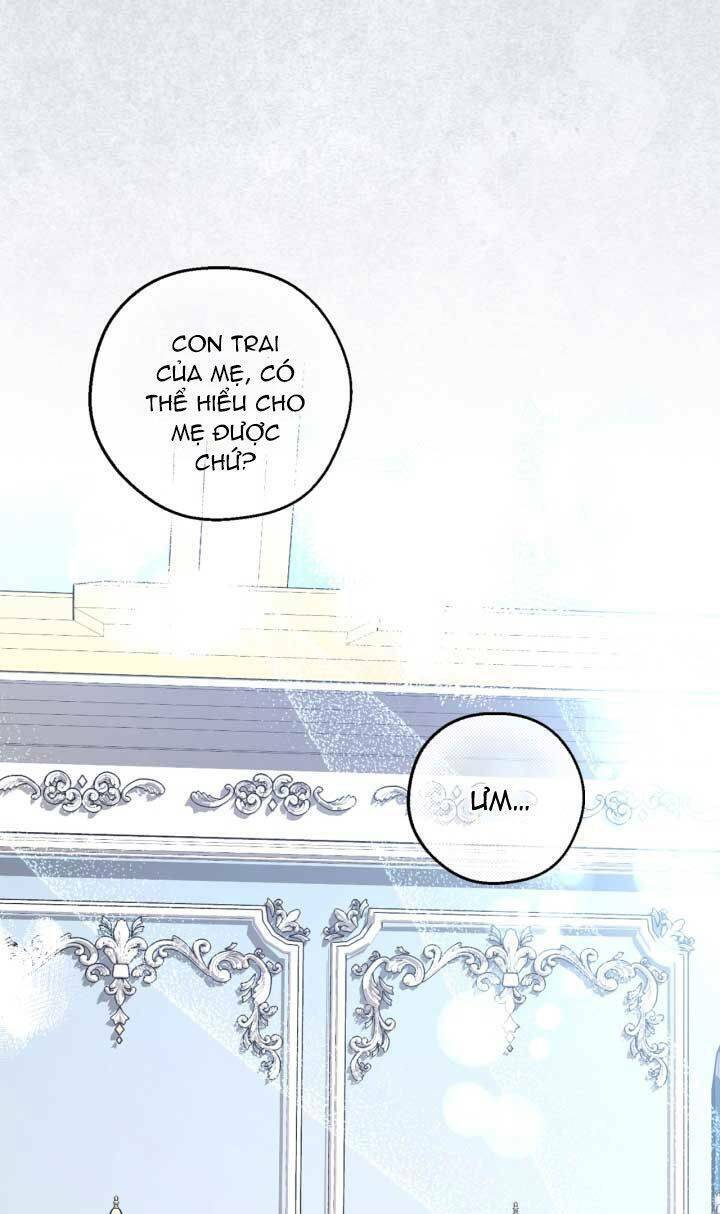 CON TRAI
CỦA MẸ, CÓ
THỂ HIỂU CHO
MẸ ĐƯỢC
CHỨ?
ƯM...